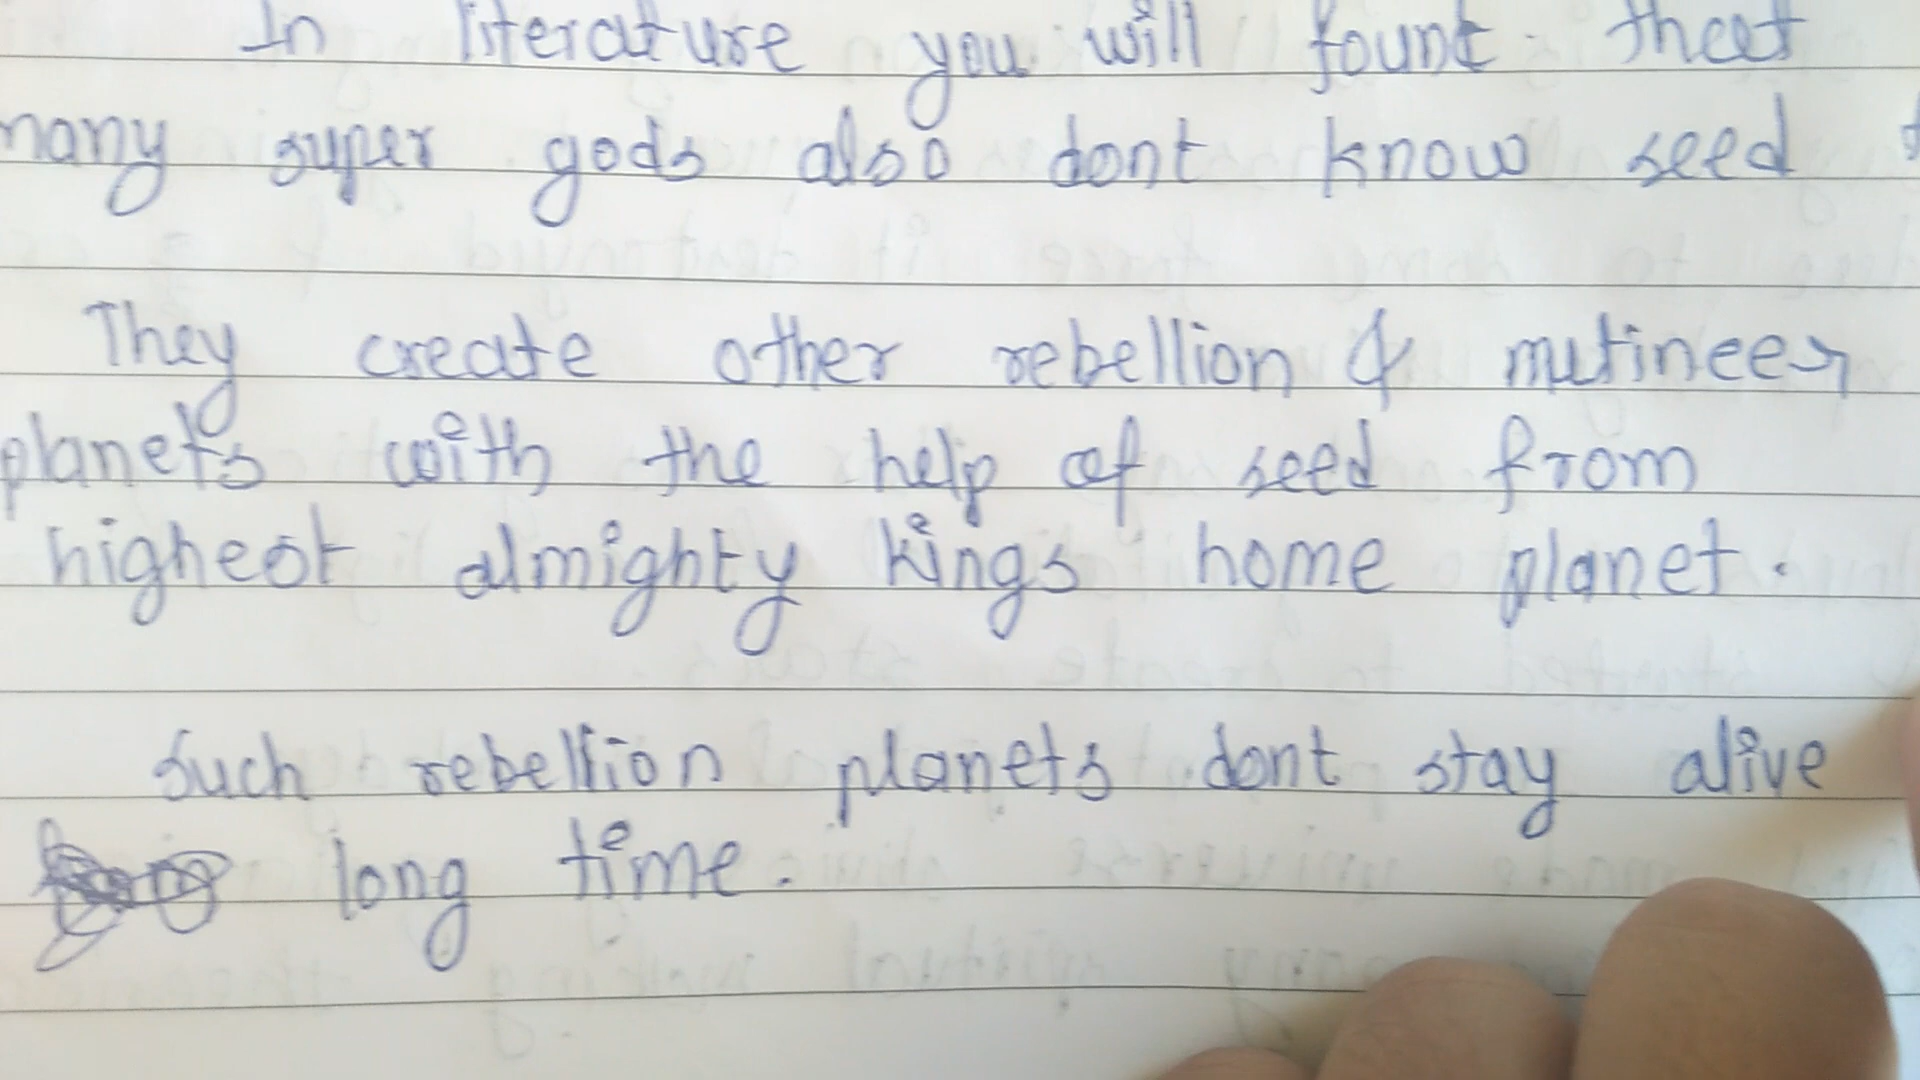 In literature you will fount that
many super gods also dont know seed
They create other rebellion & mutineer
planets with the help of seed from
highest almighty kings home planet.
Such rebellion planets dont stay alive
long time.